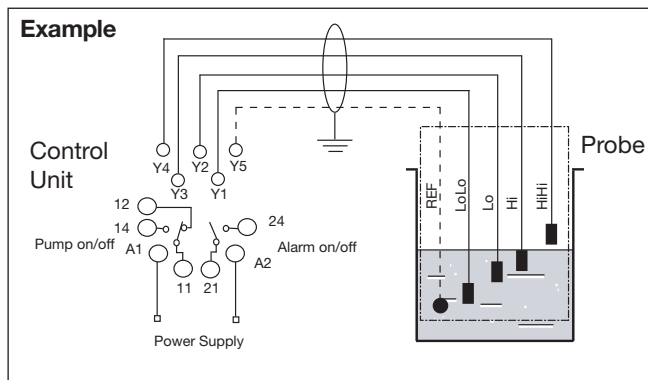 Example
Control
Unit
Probe
Y4
Y3
Y2
Y1
Y5
12
14
Pump on/off
A1
11
21
24
Alarm on/off
A2
Power Supply
REF
LoLo
Lo
Hi
HiHi